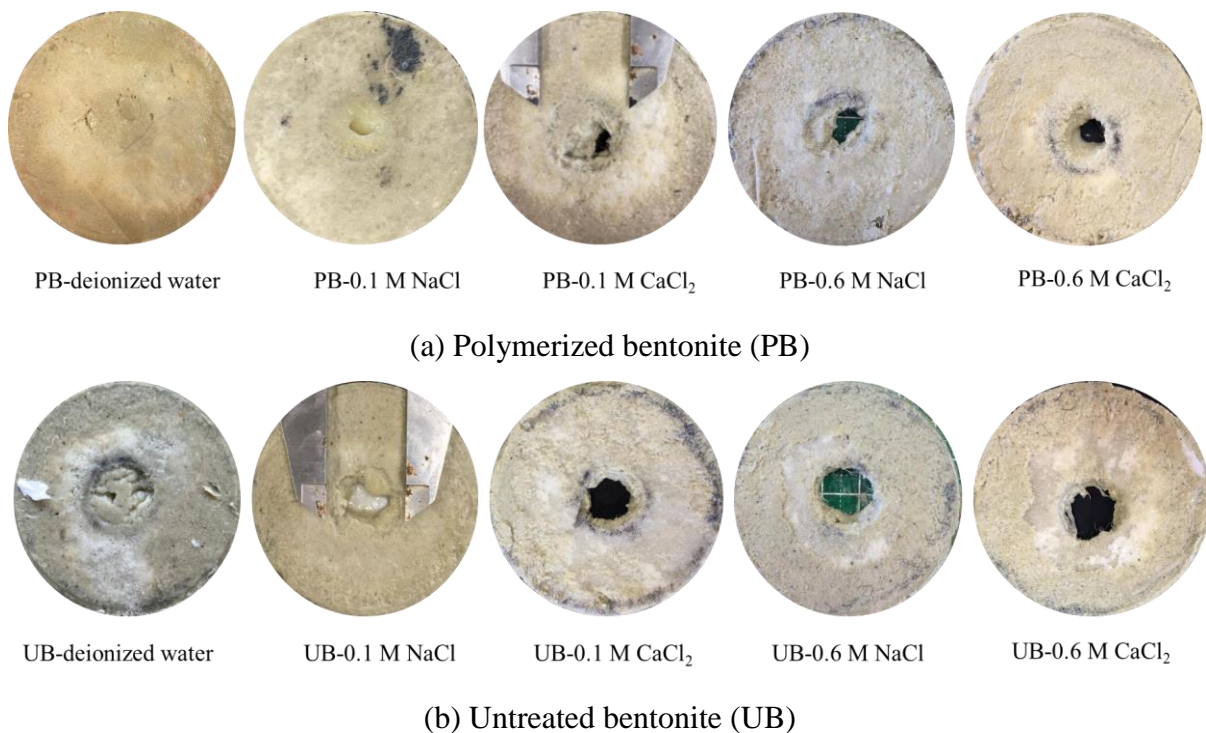 PB-deionized water PB-0.1 M NaCl PB-0.1 M CaCl₂ PB-0.6 M NaCl PB-0.6 M CaCl₂
(a) Polymerized bentonite (PB)
UB-deionized water UB-0.1 M NaCl UB-0.1 M CaCl₂ UB-0.6 M NaCl UB-0.6 M CaCl₂
(b) Untreated bentonite (UB)